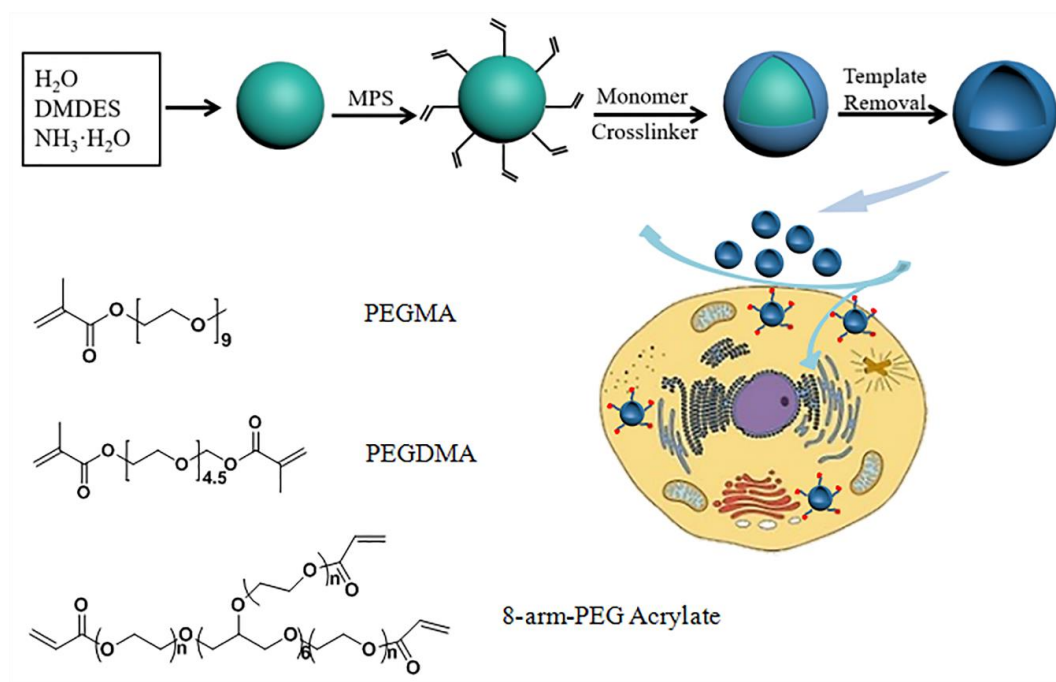 H₂O
DMDES
NH₃·H₂O
MPS
Monomer
Crosslinker
Template
Removal
O
O
O
9
PEGMA
O
O
O
O
O
4.5
PEGDMA
O
O
n
O
O
O
O
n
O
O
6
O
n
O
O
8-arm-PEG Acrylate